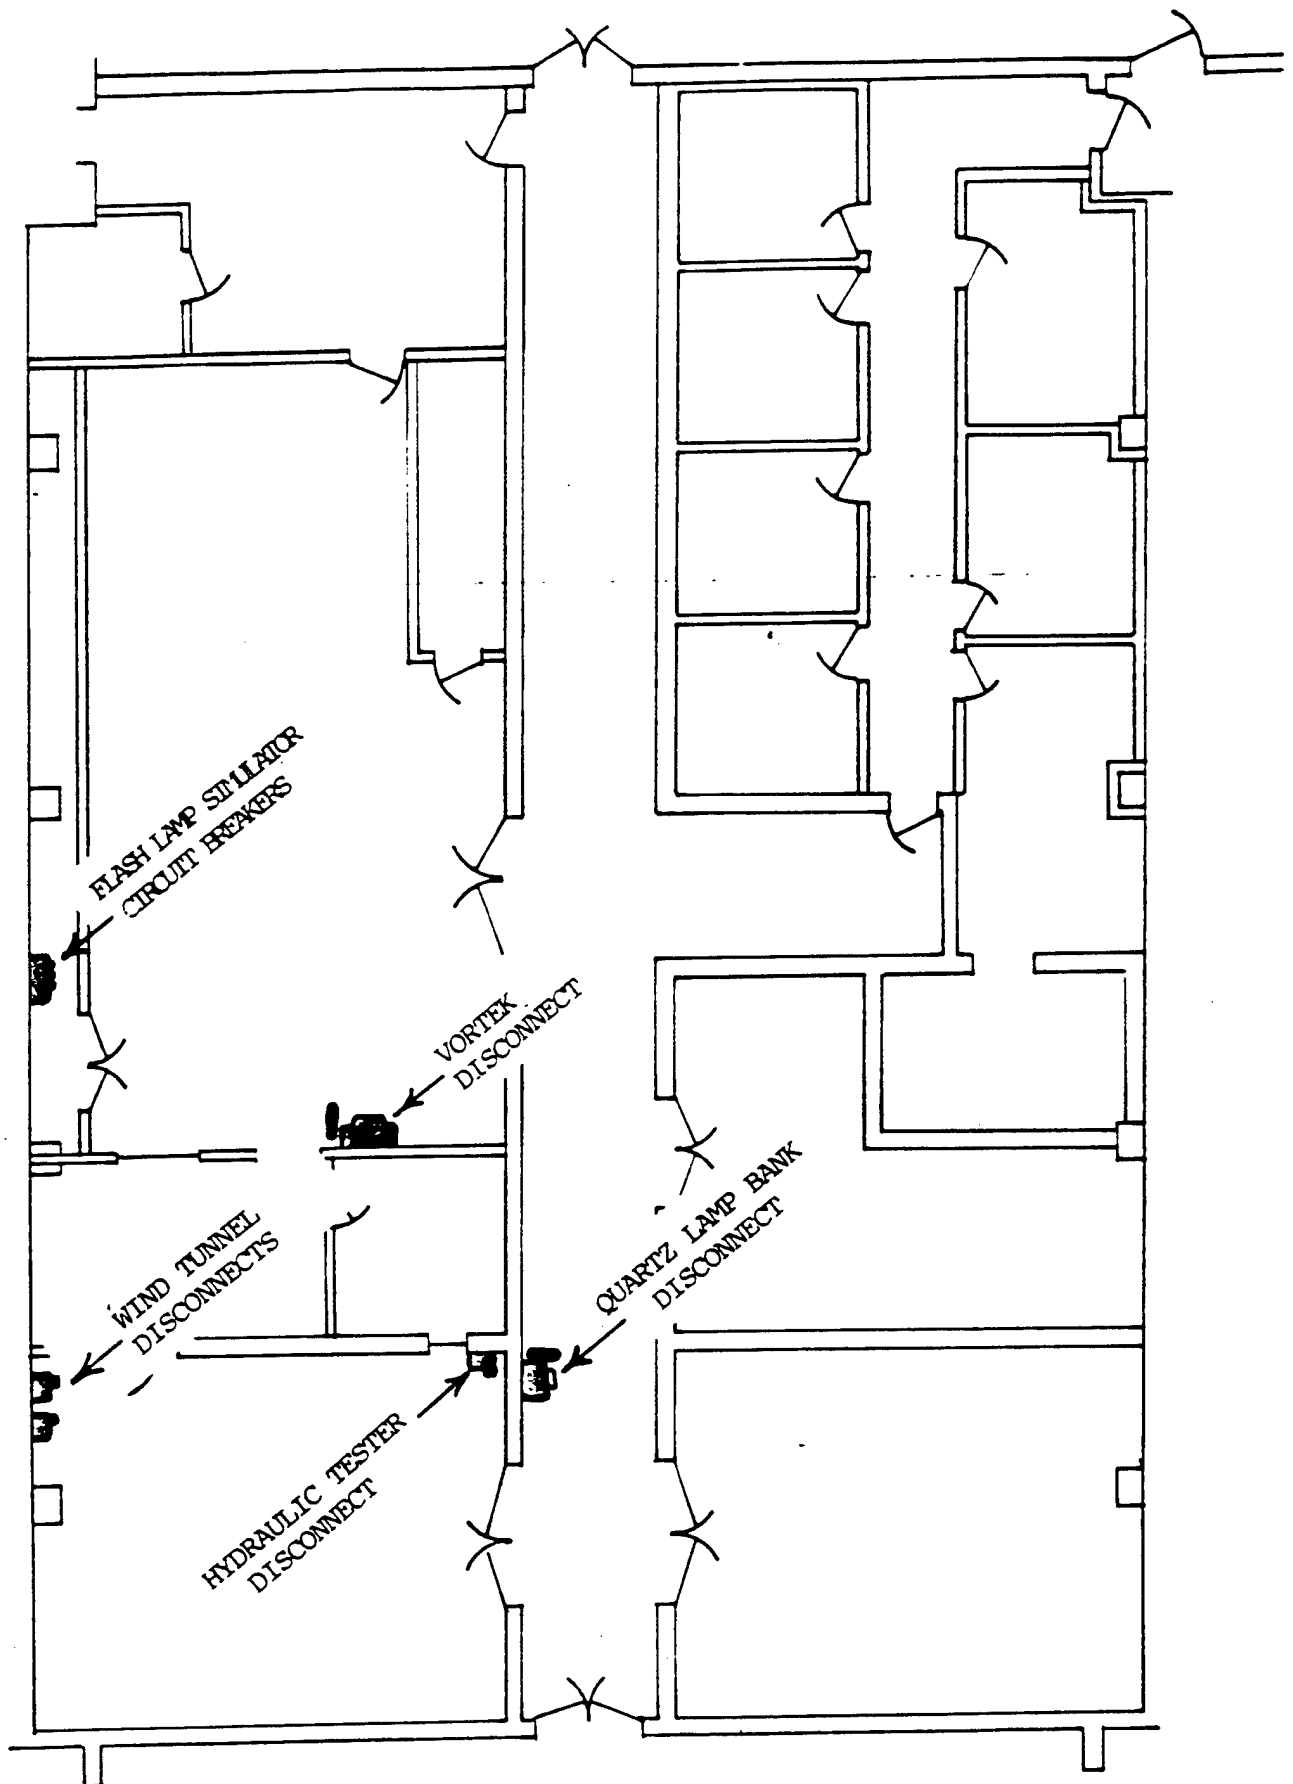 FLASH LAMP SIMULATOR
CIRCUIT BREAKERS
VORTEK
DISCONNECT
WIND TUNNEL
DISCONNECTS
QUARTZ LAMP BANK
DISCONNECT
HYDRAULIC TESTER
DISCONNECT